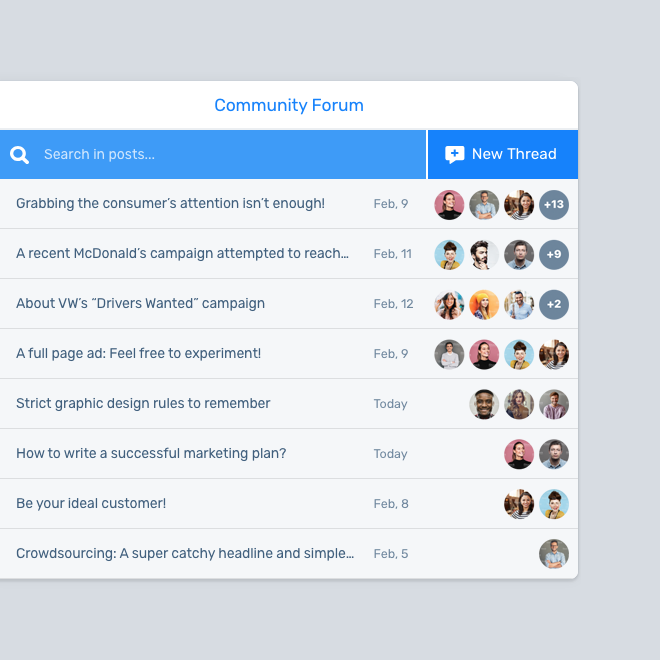 Community Forum
Search in posts...
New Thread
Grabbing the consumer’s attention isn’t enough! Feb, 9 +13
A recent McDonald’s campaign attempted to reach… Feb, 11 +9
About VW’s “Drivers Wanted” campaign Feb, 12 +2
A full page ad: Feel free to experiment! Feb, 9
Strict graphic design rules to remember Today
How to write a successful marketing plan? Today
Be your ideal customer! Feb, 8
Crowdsourcing: A super catchy headline and simple… Feb, 5